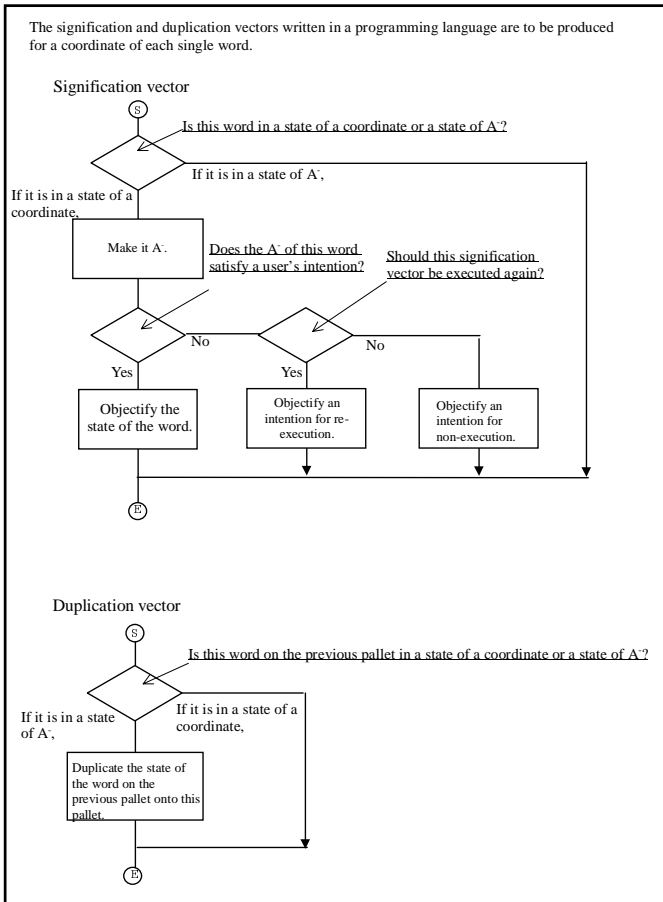 The signification and duplication vectors written in a programming language are to be produced
for a coordinate of each single word.
Signification vector
S
Is this word in a state of a coordinate or a state of A⁻?
If it is in a state of A⁻,
If it is in a state of a
coordinate,
Make it A⁻.
Does the A⁻ of this word
satisfy a user's intention?
Should this signification
vector be executed again?
No
No
Yes
Yes
Objectify the
state of the word.
Objectify an
intention for re-
execution.
Objectify an
intention for
non-execution.
E
Duplication vector
S
Is this word on the previous pallet in a state of a coordinate or a state of A⁻?
If it is in a state
of A⁻,
If it is in a state of a
coordinate,
Duplicate the state of
the word on the
previous pallet onto this
pallet.
E